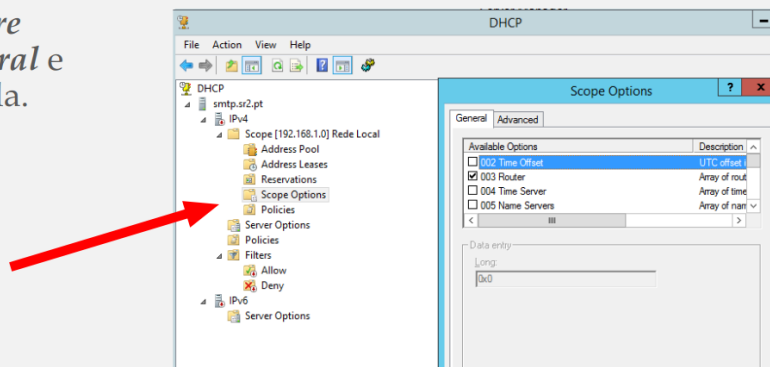 re
ral e
la.
DHCP
File Action View Help
DHCP
smtp.sr2.pt
IPv4
Scope [192.168.1.0] Rede Local
Address Pool
Address Leases
Reservations
Scope Options
Policies
Server Options
Policies
Filters
Allow
Deny
IPv6
Server Options
Scope Options
? x
General Advanced
Available Options Description
002 Time Offset UTC offset i
003 Router Array of rout
004 Time Server Array of time
005 Name Servers Array of nam
Data entry
Long:
0x0